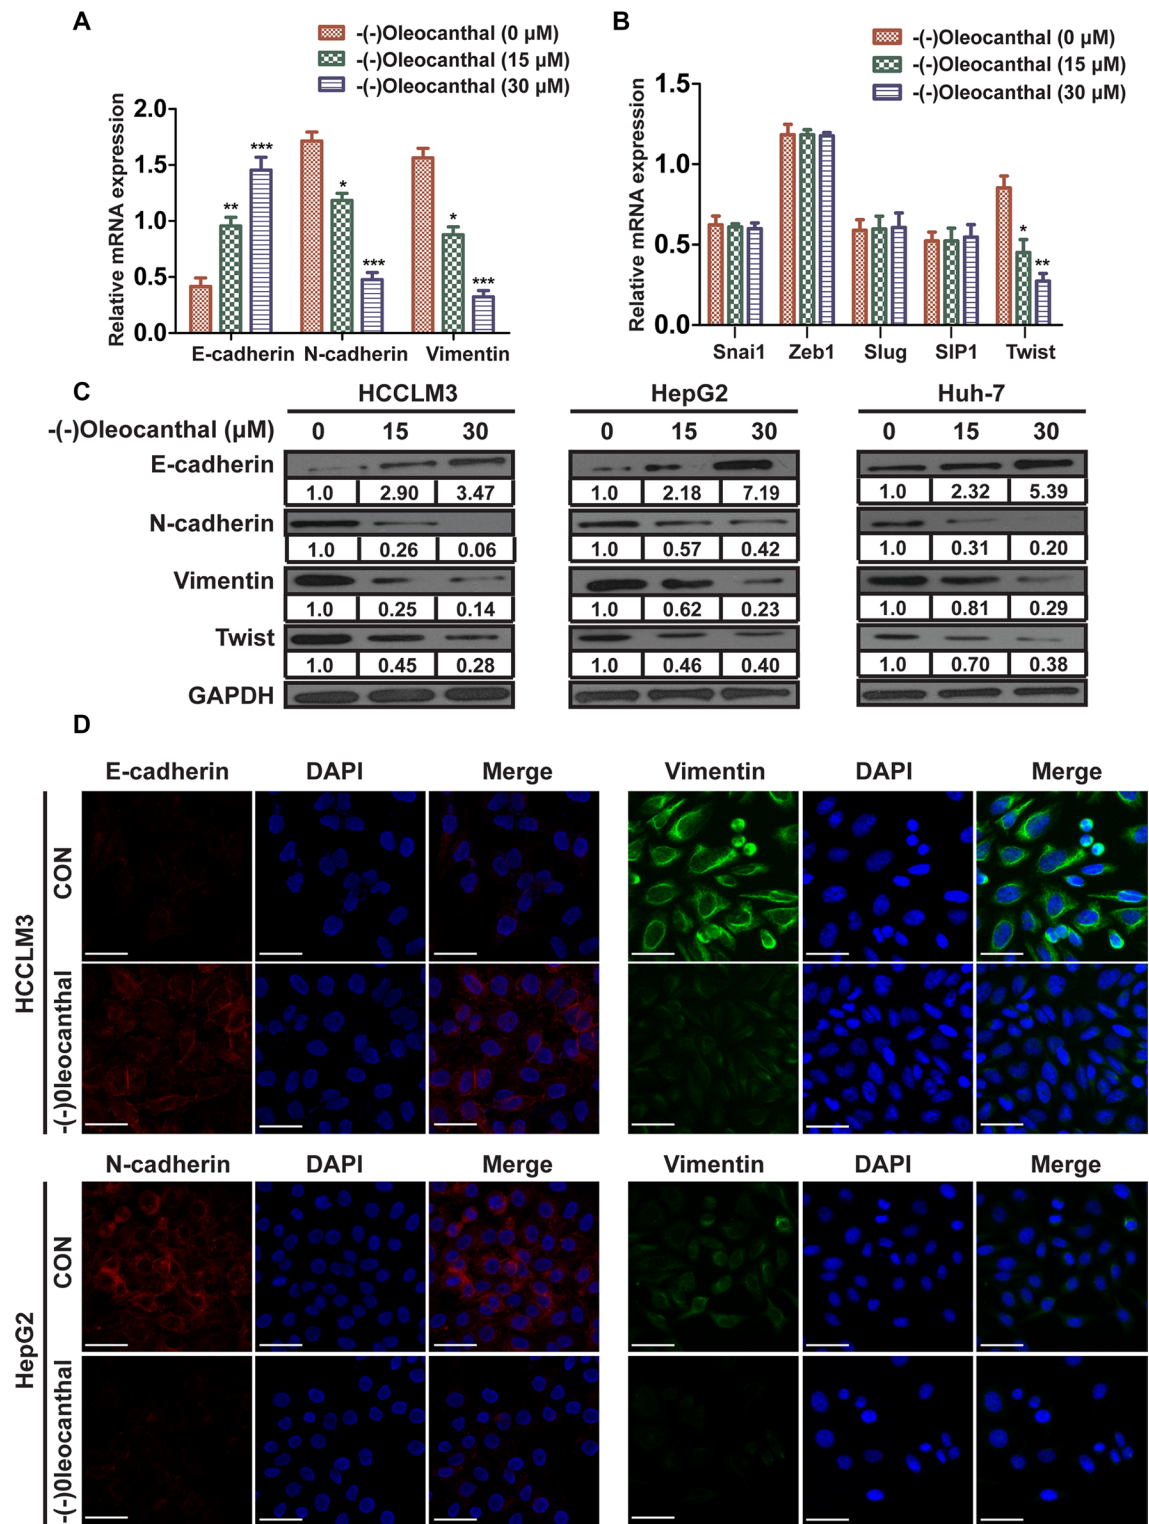 A
-(-)Oleocanthal (0 µM)
-(-)Oleocanthal (15 µM)
-(-)Oleocanthal (30 µM)
Relative mRNA expression
2.0
1.5
1.0
0.5
0.0
** *** * *** * ***
E-cadherin N-cadherin Vimentin
B
-(-)Oleocanthal (0 µM)
-(-)Oleocanthal (15 µM)
-(-)Oleocanthal (30 µM)
Relative mRNA expression
1.5
1.0
0.5
0.0
* **
Snai1 Zeb1 Slug SIP1 Twist
C
HCCLM3 HepG2 Huh-7
-(-)Oleocanthal (µM) 0 15 30 0 15 30 0 15 30
E-cadherin
1.0 2.90 3.47 1.0 2.18 7.19 1.0 2.32 5.39
N-cadherin
1.0 0.26 0.06 1.0 0.57 0.42 1.0 0.31 0.20
Vimentin
1.0 0.25 0.14 1.0 0.62 0.23 1.0 0.81 0.29
Twist
1.0 0.45 0.28 1.0 0.46 0.40 1.0 0.70 0.38
GAPDH
D
E-cadherin DAPI Merge Vimentin DAPI Merge
HCCLM3
CON
-(-)0leocanthal
N-cadherin DAPI Merge Vimentin DAPI Merge
HepG2
CON
-(-)0leocanthal